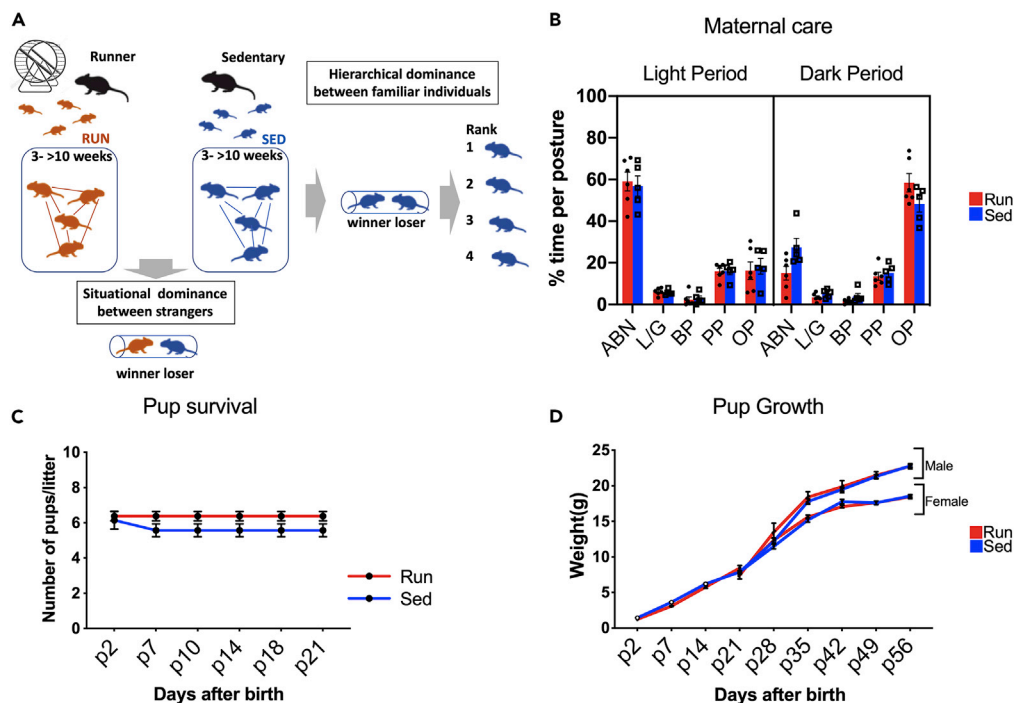 A
Runner
Sedentary
RUN
SED
3- >10 weeks
3- >10 weeks
Hierarchical dominance
between familiar individuals
winner loser
Rank
1
2
3
4
Situational dominance
between strangers
winner loser
B
Maternal care
Light Period
Dark Period
% time per posture
100
80
60
40
20
0
ABN
L/G
BP
PP
OP
ABN
L/G
BP
PP
OP
Run
Sed
C
Pup survival
Number of pups/litter
10
8
6
4
2
0
p2
p7
p10
p14
p18
p21
Days after birth
Run
Sed
D
Pup Growth
Weight(g)
25
20
15
10
5
0
p2
p7
p14
p21
p28
p35
p42
p49
p56
Days after birth
Male
Female
Run
Sed